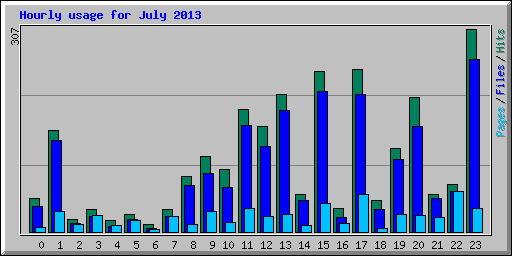 Hourly usage for July 2013
307
Pages / Files / Hits
0 1 2 3 4 5 6 7 8 9 10 11 12 13 14 15 16 17 18 19 20 21 22 23